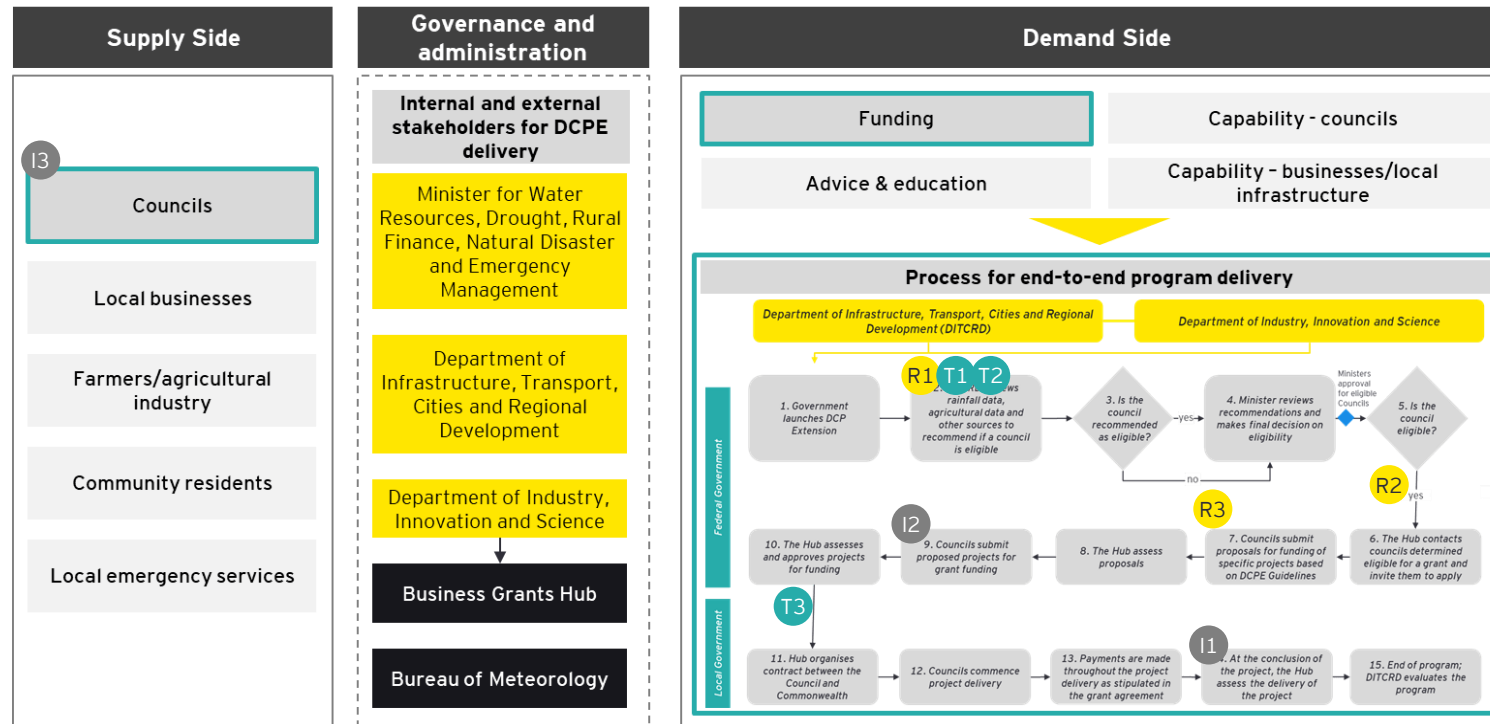 Supply Side
Governance and
administration
Demand Side
I3
Councils
Local businesses
Farmers/agricultural
industry
Community residents
Local emergency services
Internal and external
stakeholders for DCPE
delivery
Minister for Water
Resources, Drought, Rural
Finance, Natural Disaster
and Emergency
Management
Department of
Infrastructure, Transport,
Cities and Regional
Development
Department of Industry,
Innovation and Science
Business Grants Hub
Bureau of Meteorology
Funding
Capability - councils
Advice & education
Capability – businesses/local
infrastructure
Process for end-to-end program delivery
Department of Infrastructure, Transport, Cities and Regional
Development (DITCRD)
Department of Industry, Innovation and Science
Federal Government
Local Government
R1
T1
T2
1. Government
launches DCP
Extension
rainfall data,
agricultural data and
other sources to
recommend if a council
is eligible
3. Is the
council
recommended
as eligible?
yes
no
4. Minister reviews
recommendations and
makes final decision on
eligibility
Ministers
approval
for eligible
Councils
5. Is the
council
eligible?
R2
yes
R3
I2
10. The Hub assesses
and approves projects
for funding
9. Councils submit
proposed projects for
grant funding
8. The Hub assess
proposals
7. Councils submit
proposals for funding of
specific projects based
on DCPE Guidelines
6. The Hub contacts
councils determined
eligible for a grant and
invite them to apply
T3
I1
11. Hub organises
contract between the
Council and
Commonwealth
12. Councils commence
project delivery
13. Payments are made
throughout the project
delivery as stipulated in
the grant agreement
At the conclusion of
the project, the Hub
assess the delivery of
the project
15. End of program;
DITCRD evaluates the
program